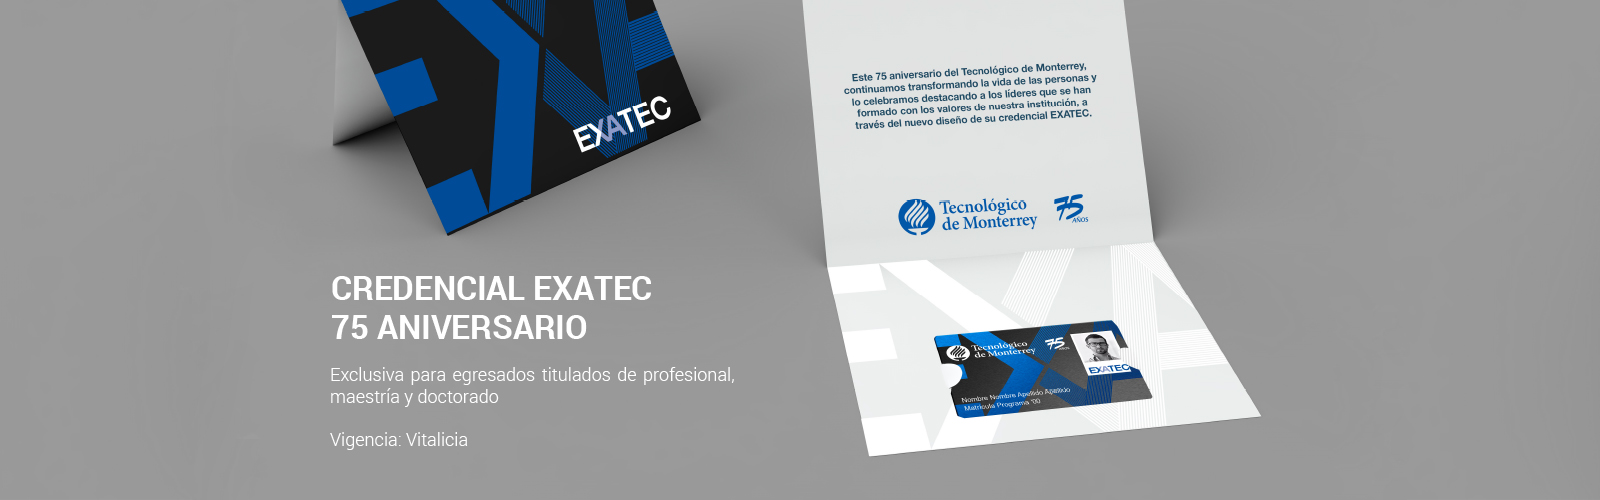 EXATEC
CREDENCIAL EXATEC
75 ANIVERSARIO
Exclusiva para egresados titulados de profesional,
maestría y doctorado
Vigencia: Vitalicia
Este 75 aniversario del Tecnológico de Monterrey,
continuamos transformando la vida de las personas y
lo celebramos destacando a los líderes que se han
formado con los valores de nuestra institución, a
través del nuevo diseño de su credencial EXATEC.
Tecnológico
de Monterrey
75
AÑOS
Tecnológico
de Monterrey
75
AÑOS
EXATEC
Nombre Nombre Apellido Apellido
Matrícula Programa '00